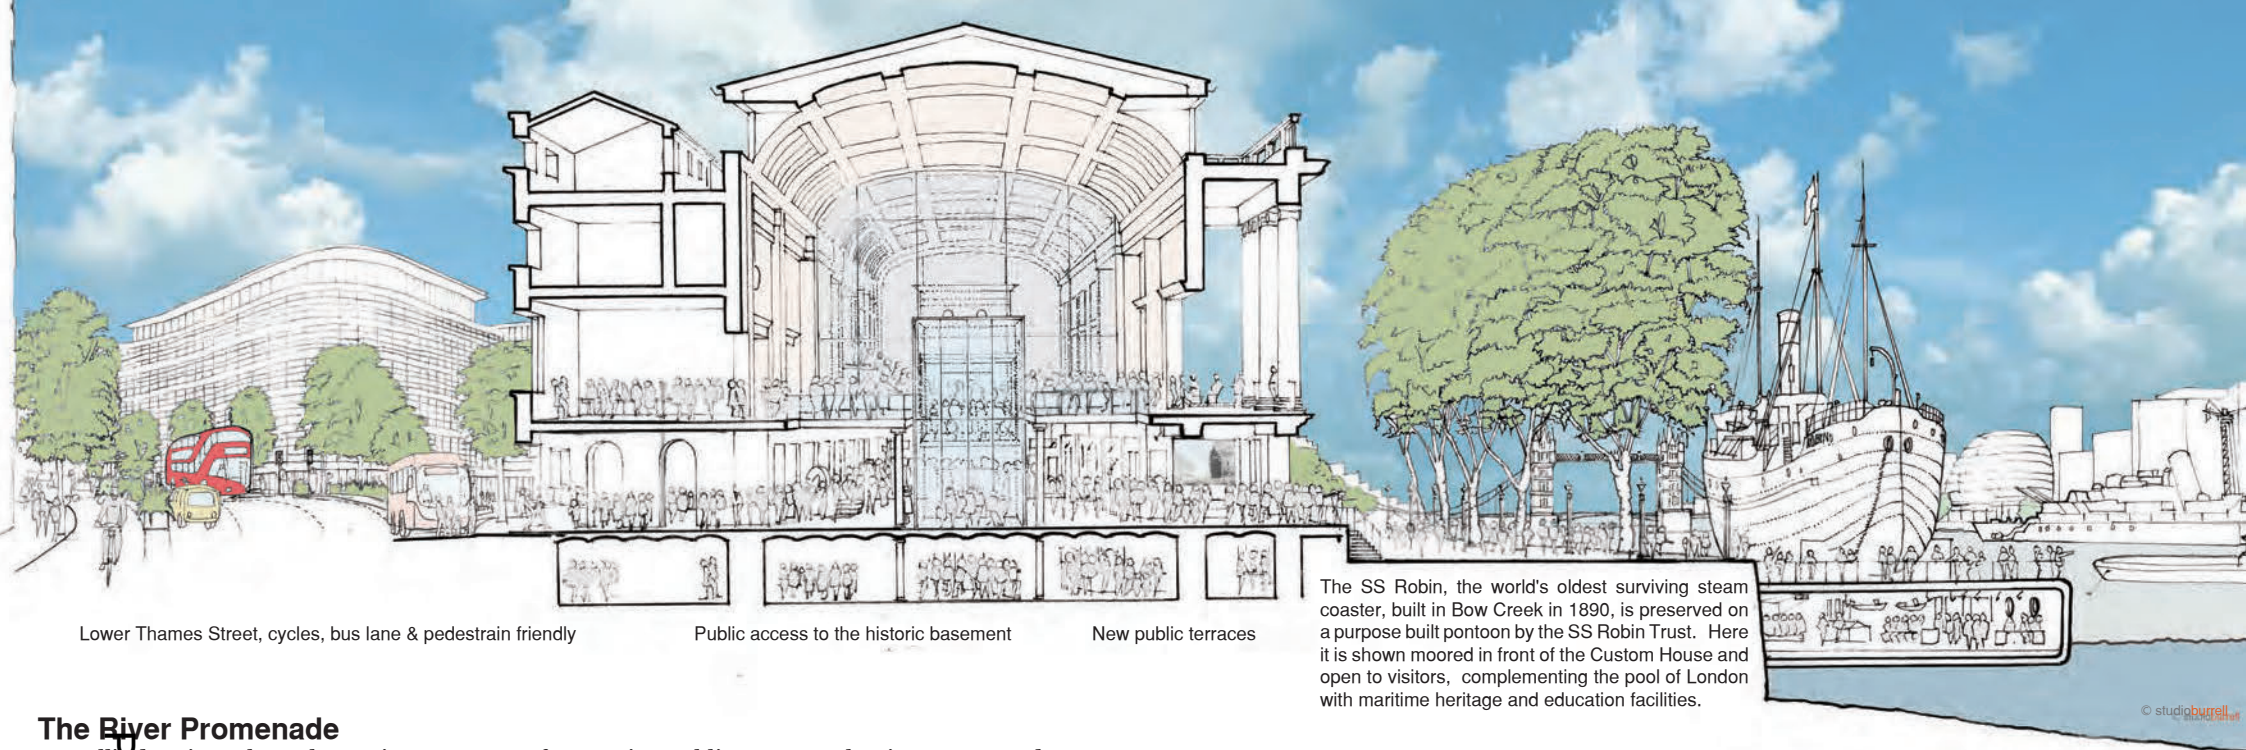 Lower Thames Street, cycles, bus lane & pedestrain friendly
Public access to the historic basement
New public terraces
The SS Robin, the world's oldest surviving steam
coaster, built in Bow Creek in 1890, is preserved on
a purpose built pontoon by the SS Robin Trust. Here
it is shown moored in front of the Custom House and
open to visitors, complementing the pool of London
with maritime heritage and education facilities.
© studioburrell
The River Promenade